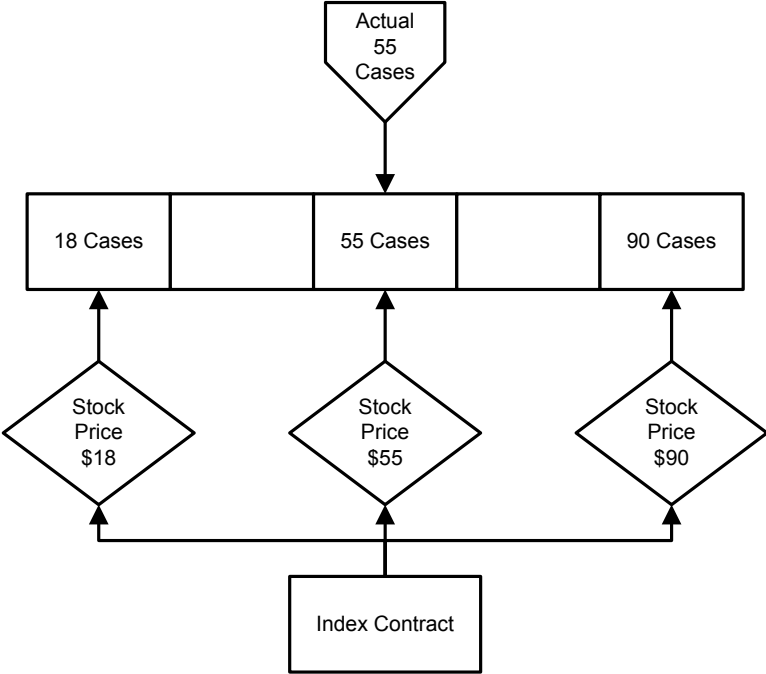 Actual
55
Cases
18 Cases
55 Cases
90 Cases
Stock
Price
$18
Stock
Price
$55
Stock
Price
$90
Index Contract